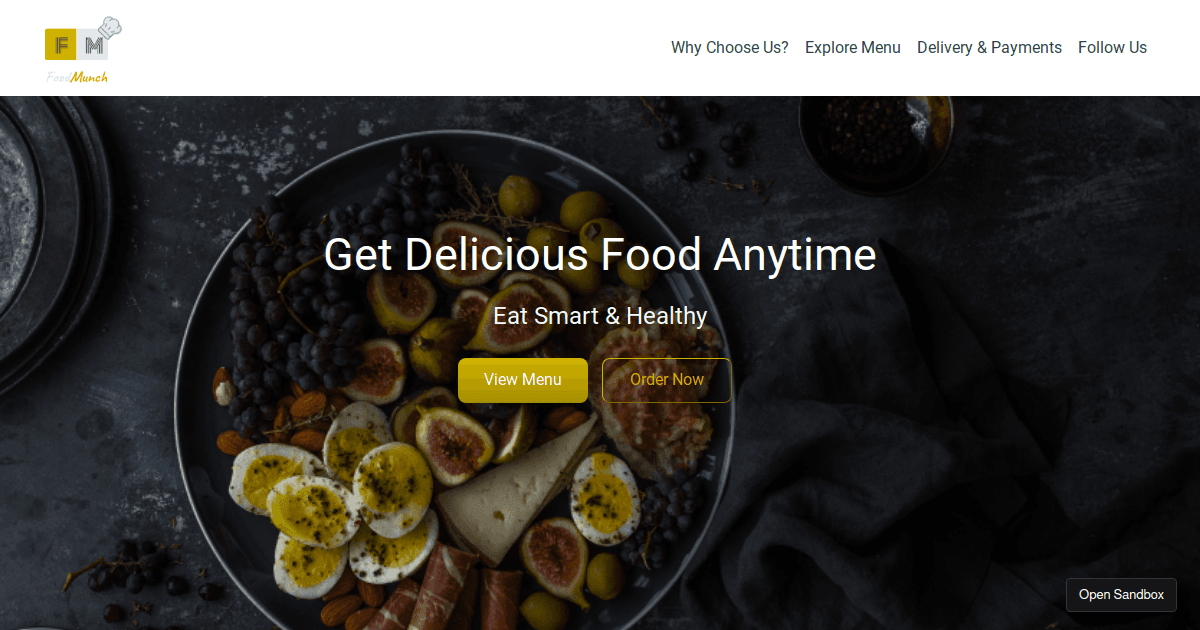 FM
FoodMunch
Why Choose Us? Explore Menu Delivery & Payments Follow Us
Get Delicious Food Anytime
Eat Smart & Healthy
View Menu Order Now
Open Sandbox